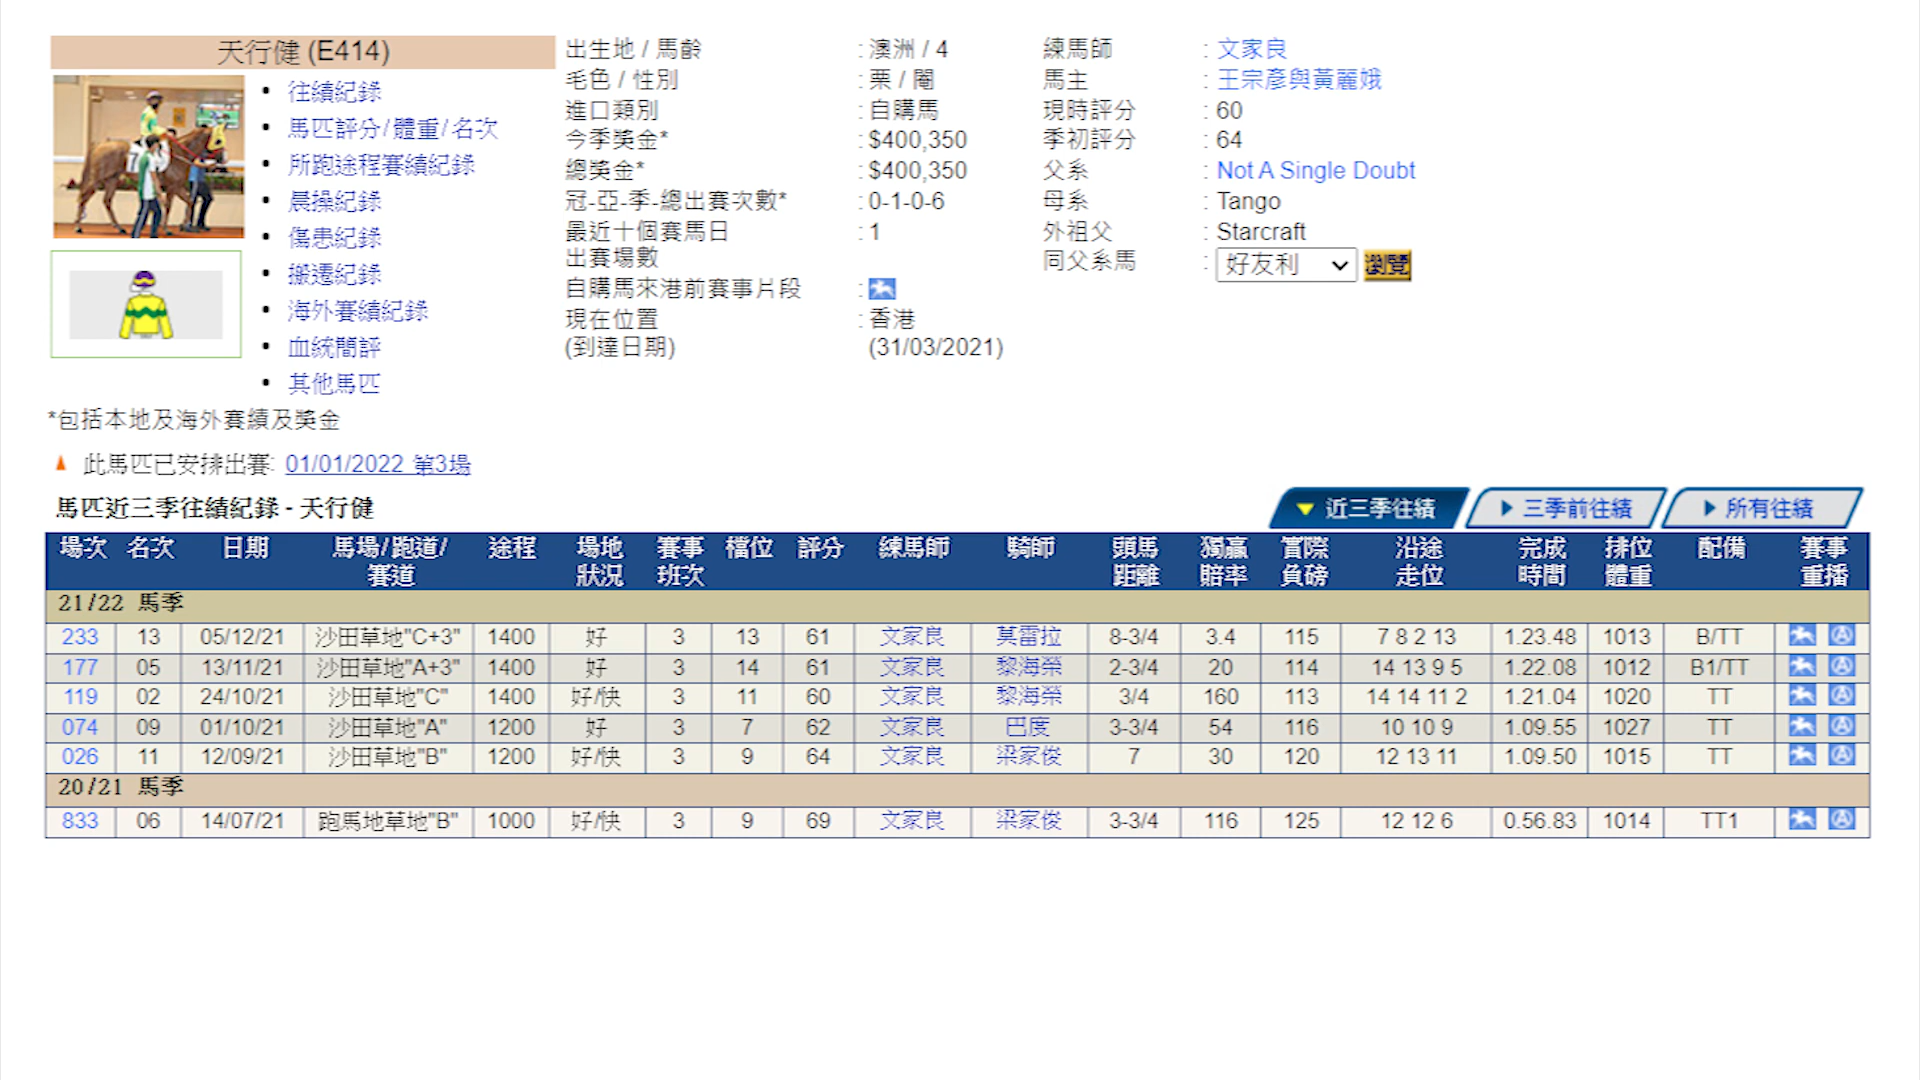 天行健 (E414)
往績紀錄
馬匹評分/體重/名次
所跑途程賽績紀錄
晨操紀錄
傷患紀錄
搬遷紀錄
海外賽績紀錄
血統簡評
其他馬匹
出生地 / 馬齡 : 澳洲 / 4
毛色 / 性別 : 栗 / 閹
進口類別 : 自購馬
今季獎金* : $400,350
總獎金* : $400,350
冠-亞-季-總出賽次數* : 0-1-0-6
最近十個賽馬日 : 1
出賽場數
自購馬來港前賽事片段 :
現在位置 : 香港
(到達日期) (31/03/2021)
練馬師 : 文家良
馬主 : 王宗彥與黃麗娥
現時評分 : 60
季初評分 : 64
父系 : Not A Single Doubt
母系 : Tango
外祖父 : Starcraft
同父系馬 : 好友利 瀏覽
*包括本地及海外賽績及獎金
此馬匹已安排出賽: 01/01/2022 第3場
馬匹近三季往績紀錄 - 天行健
近三季往績 三季前往績 所有往績
場次 名次 日期 馬場/跑道/ 途程 場地 賽事 檔位 評分 練馬師 騎師 頭馬 獨贏 實際 沿途 完成 排位 配備 賽事
賽道 狀況 班次 距離 賠率 負磅 走位 時間 體重 重播
21/22 馬季
233 13 05/12/21 沙田草地"C+3" 1400 好 3 13 61 文家良 莫雷拉 8-3/4 3.4 115 7 8 2 13 1.23.48 1013 B/TT
177 05 13/11/21 沙田草地"A+3" 1400 好 3 14 61 文家良 黎海榮 2-3/4 20 114 14 13 9 5 1.22.08 1012 B1/TT
119 02 24/10/21 沙田草地"C" 1400 好/快 3 11 60 文家良 黎海榮 3/4 160 113 14 14 11 2 1.21.04 1020 TT
074 09 01/10/21 沙田草地"A" 1200 好 3 7 62 文家良 巴度 3-3/4 54 116 10 10 9 1.09.55 1027 TT
026 11 12/09/21 沙田草地"B" 1200 好/快 3 9 64 文家良 梁家俊 7 30 120 12 13 11 1.09.50 1015 TT
20/21 馬季
833 06 14/07/21 跑馬地草地"B" 1000 好/快 3 9 69 文家良 梁家俊 3-3/4 116 125 12 12 6 0.56.83 1014 TT1